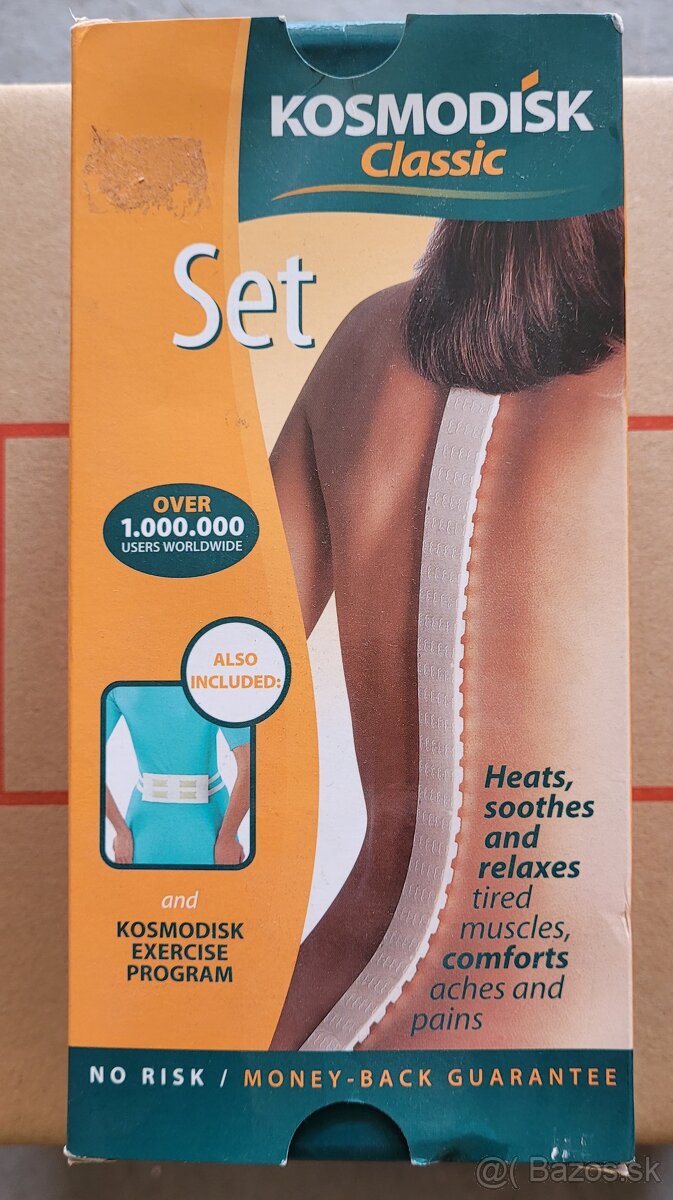 KOSMODISK
Classic
Set
OVER
1.000.000
USERS WORLDWIDE
ALSO
INCLUDED:
and
KOSMODISK
EXERCISE
PROGRAM
Heats,
soothes
and
relaxes
tired
muscles,
comforts
aches and
pains
NO RISK / MONEY-BACK GUARANTEE
@( Bazos.sk